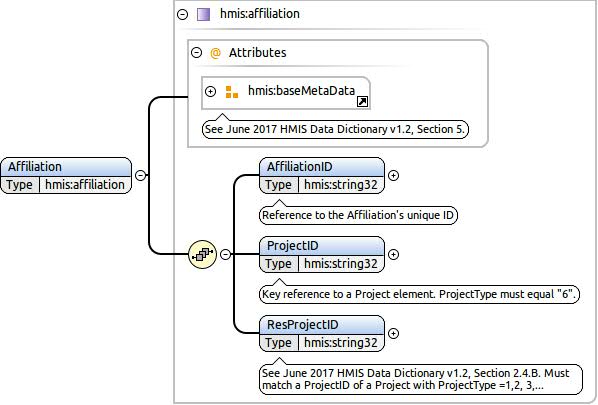 hmis:affiliation
@ Attributes
hmis:baseMetaData
See June 2017 HMIS Data Dictionary v1.2, Section 5.
Affiliation
Type hmis:affiliation
AffiliationID
Type hmis:string32
Reference to the Affiliation's unique ID
ProjectID
Type hmis:string32
Key reference to a Project element. ProjectType must equal "6".
ResProjectID
Type hmis:string32
See June 2017 HMIS Data Dictionary v1.2, Section 2.4.B. Must
match a ProjectID of a Project with ProjectType =1,2, 3,...